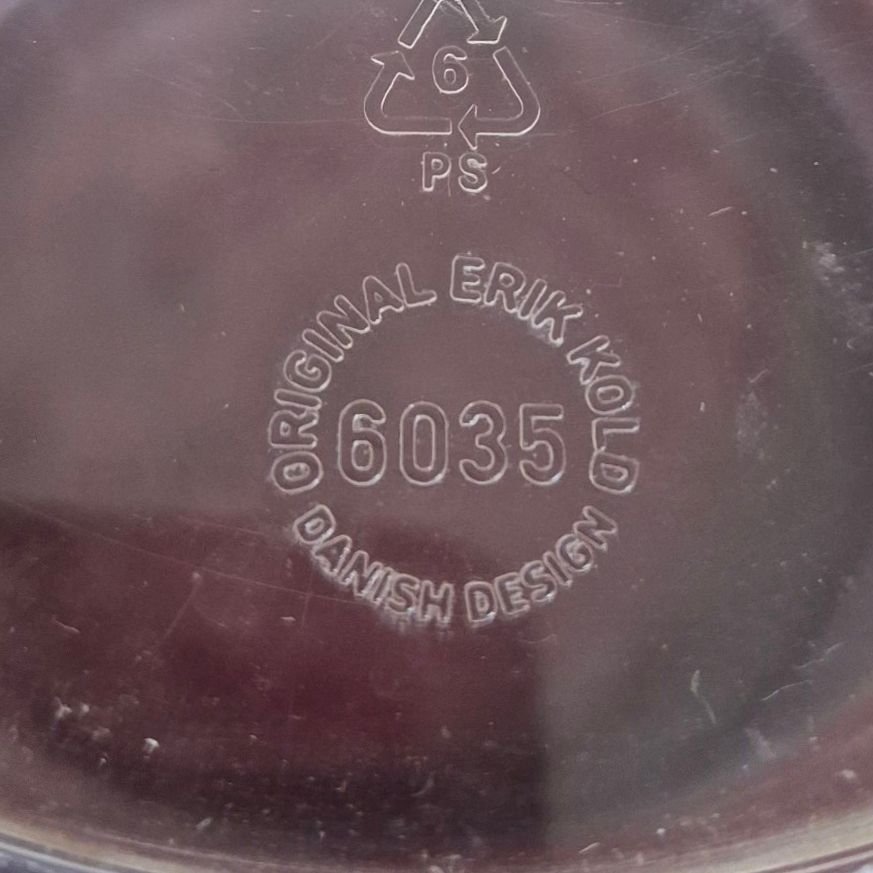 6
PS
ORIGINAL ERIK KOLD
6035
DANISH DESIGN